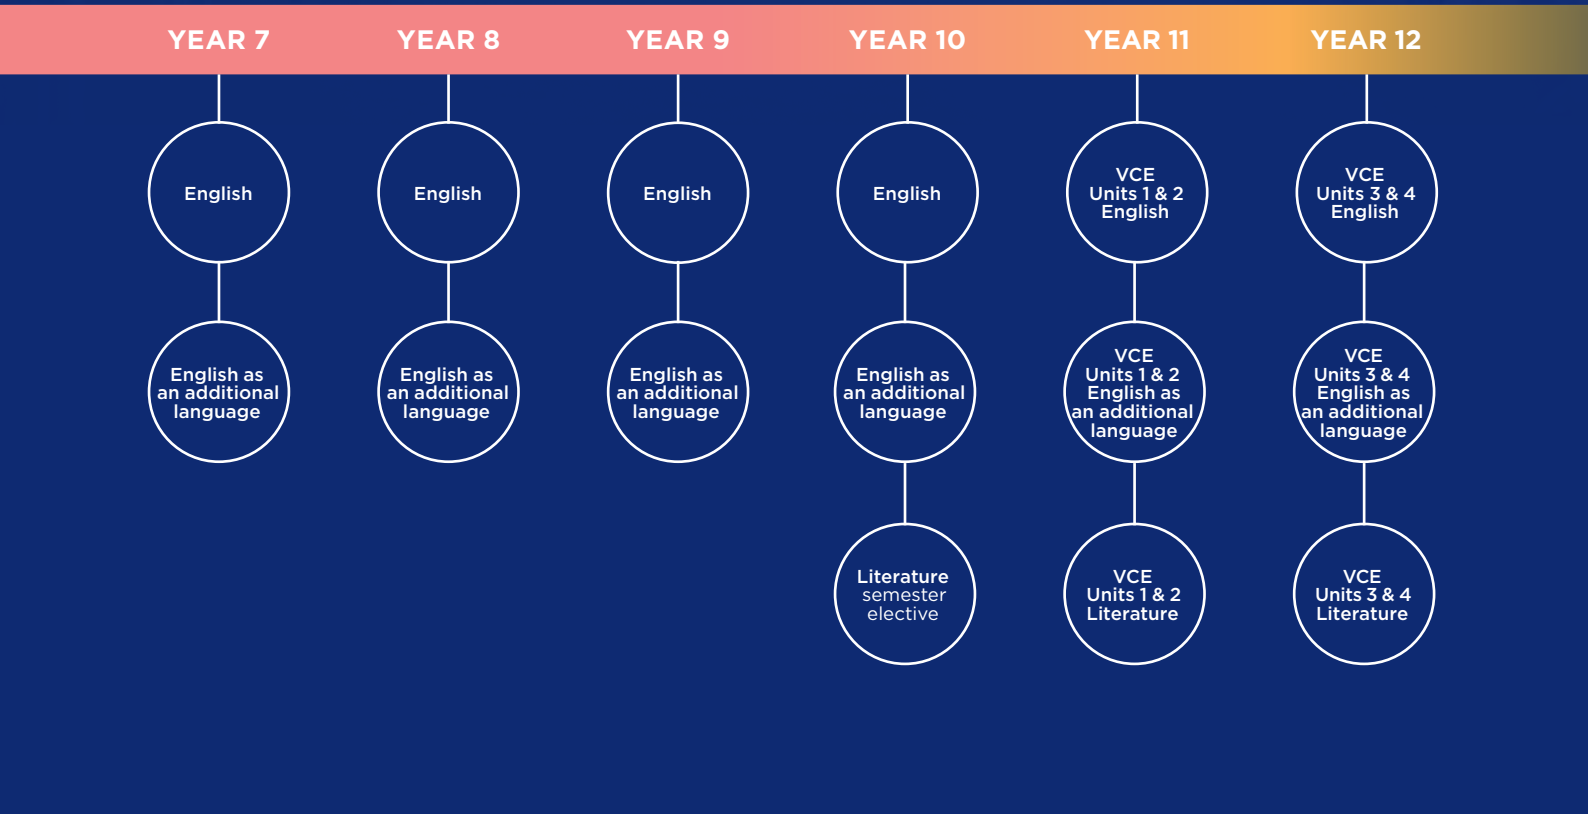 YEAR 7
YEAR 8
YEAR 9
YEAR 10
YEAR 11
YEAR 12
English
English
English
English
VCE
Units 1 & 2
English
VCE
Units 3 & 4
English
English as
an additional
language
English as
an additional
language
English as
an additional
language
English as
an additional
language
VCE
Units 1 & 2
English as
an additional
language
VCE
Units 3 & 4
English as
an additional
language
Literature
semester
elective
VCE
Units 1 & 2
Literature
VCE
Units 3 & 4
Literature